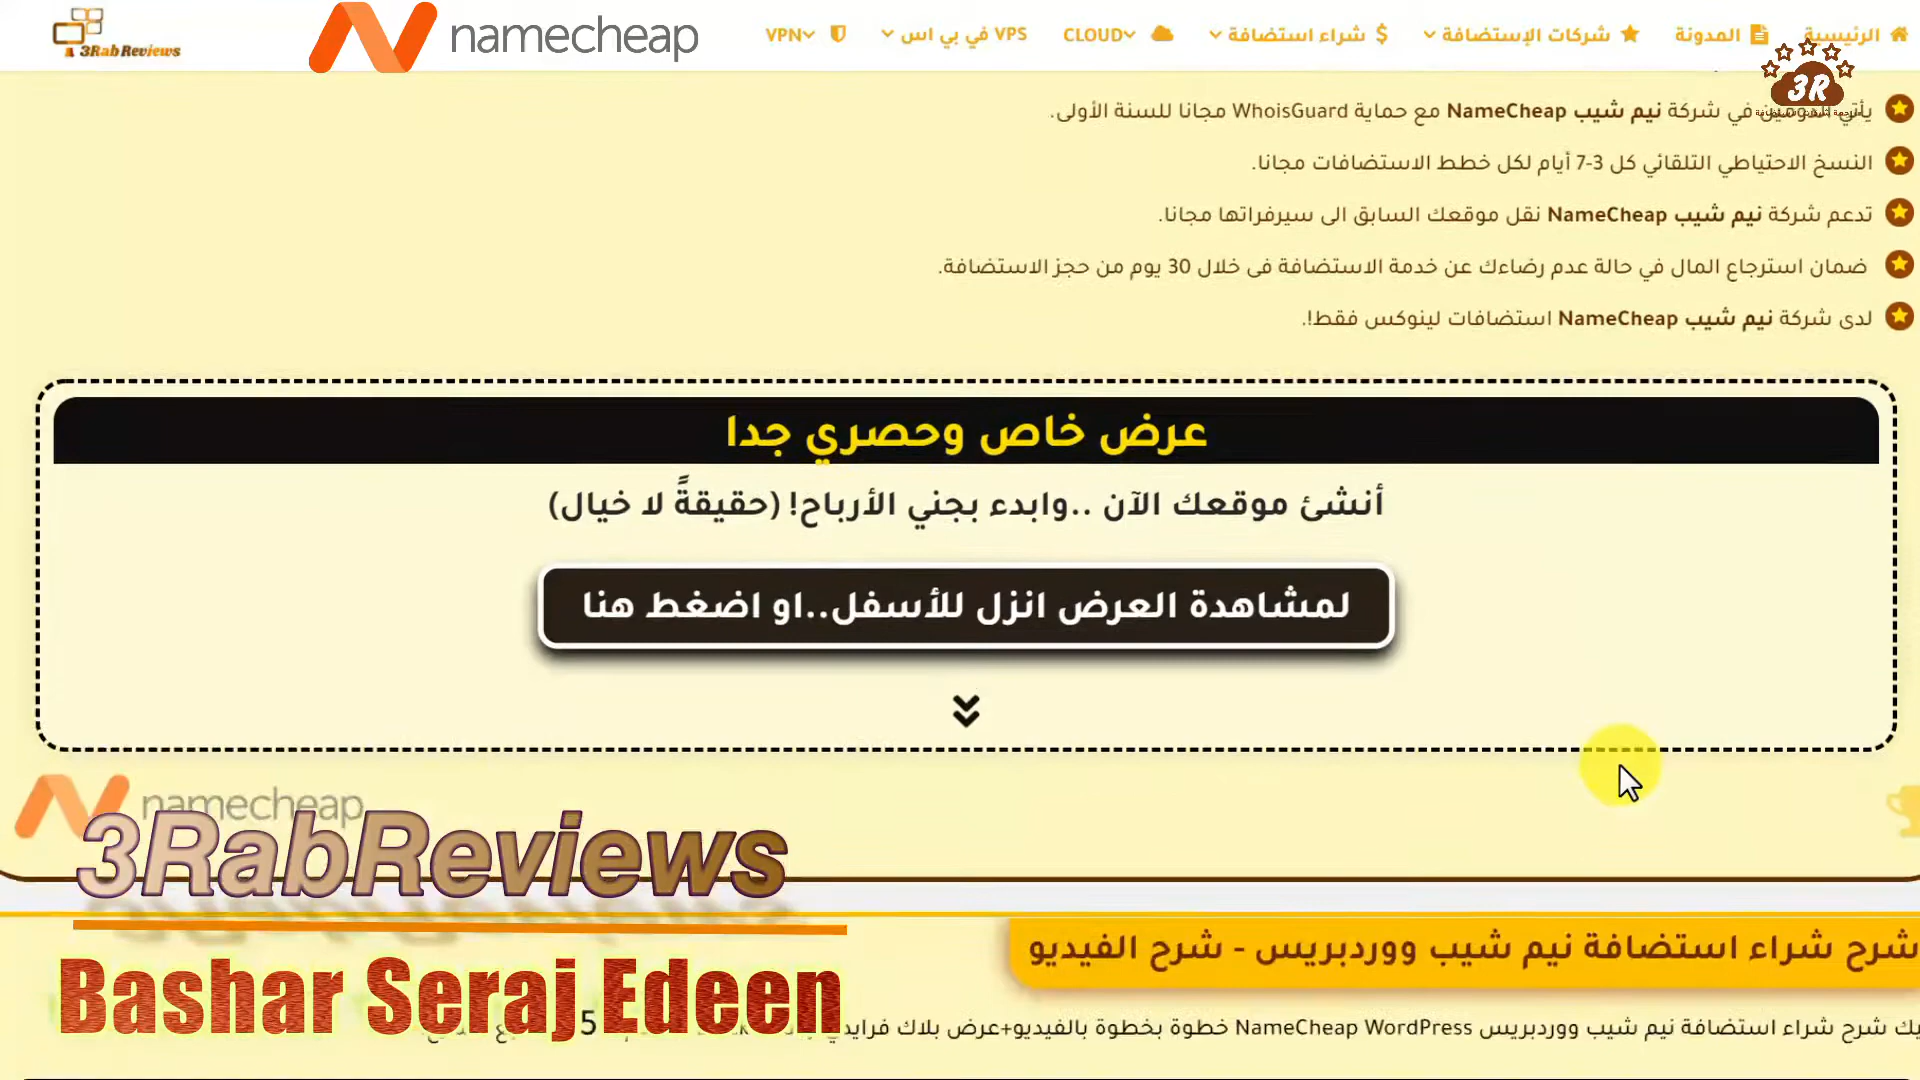 3Rab Reviews
namecheap
الرئيسية
المدونة
شركات الإستضافة
شراء استضافة
CLOUD
VPS في بي اس
VPN
3R
يأتي في شركة نيم شيب NameCheap مع حماية WhoisGuard مجانا للسنة الأولى.
النسخ الاحتياطي التلقائي كل 3-7 أيام لكل خطط الاستضافات مجانا.
تدعم شركة نيم شيب NameCheap نقل موقعك السابق الى سيرفراتها مجانا.
ضمان استرجاع المال في حالة عدم رضاءك عن خدمة الاستضافة فى خلال 30 يوم من حجز الاستضافة.
لدى شركة نيم شيب NameCheap استضافات لينوكس فقط!.
عرض خاص وحصري جدا
أنشئ موقعك الآن ..وابدء بجني الأرباح! (حقيقةً لا خيال)
لمشاهدة العرض انزل للأسفل..او اضغط هنا
namecheap
3RabReviews
شرح شراء استضافة نيم شيب ووردبريس - شرح الفيديو
Bashar Seraj Edeen
يك شرح شراء استضافة نيم شيب ووردبريس NameCheap WordPress خطوة بخطوة بالفيديو+عرض بلاك فرايد 5